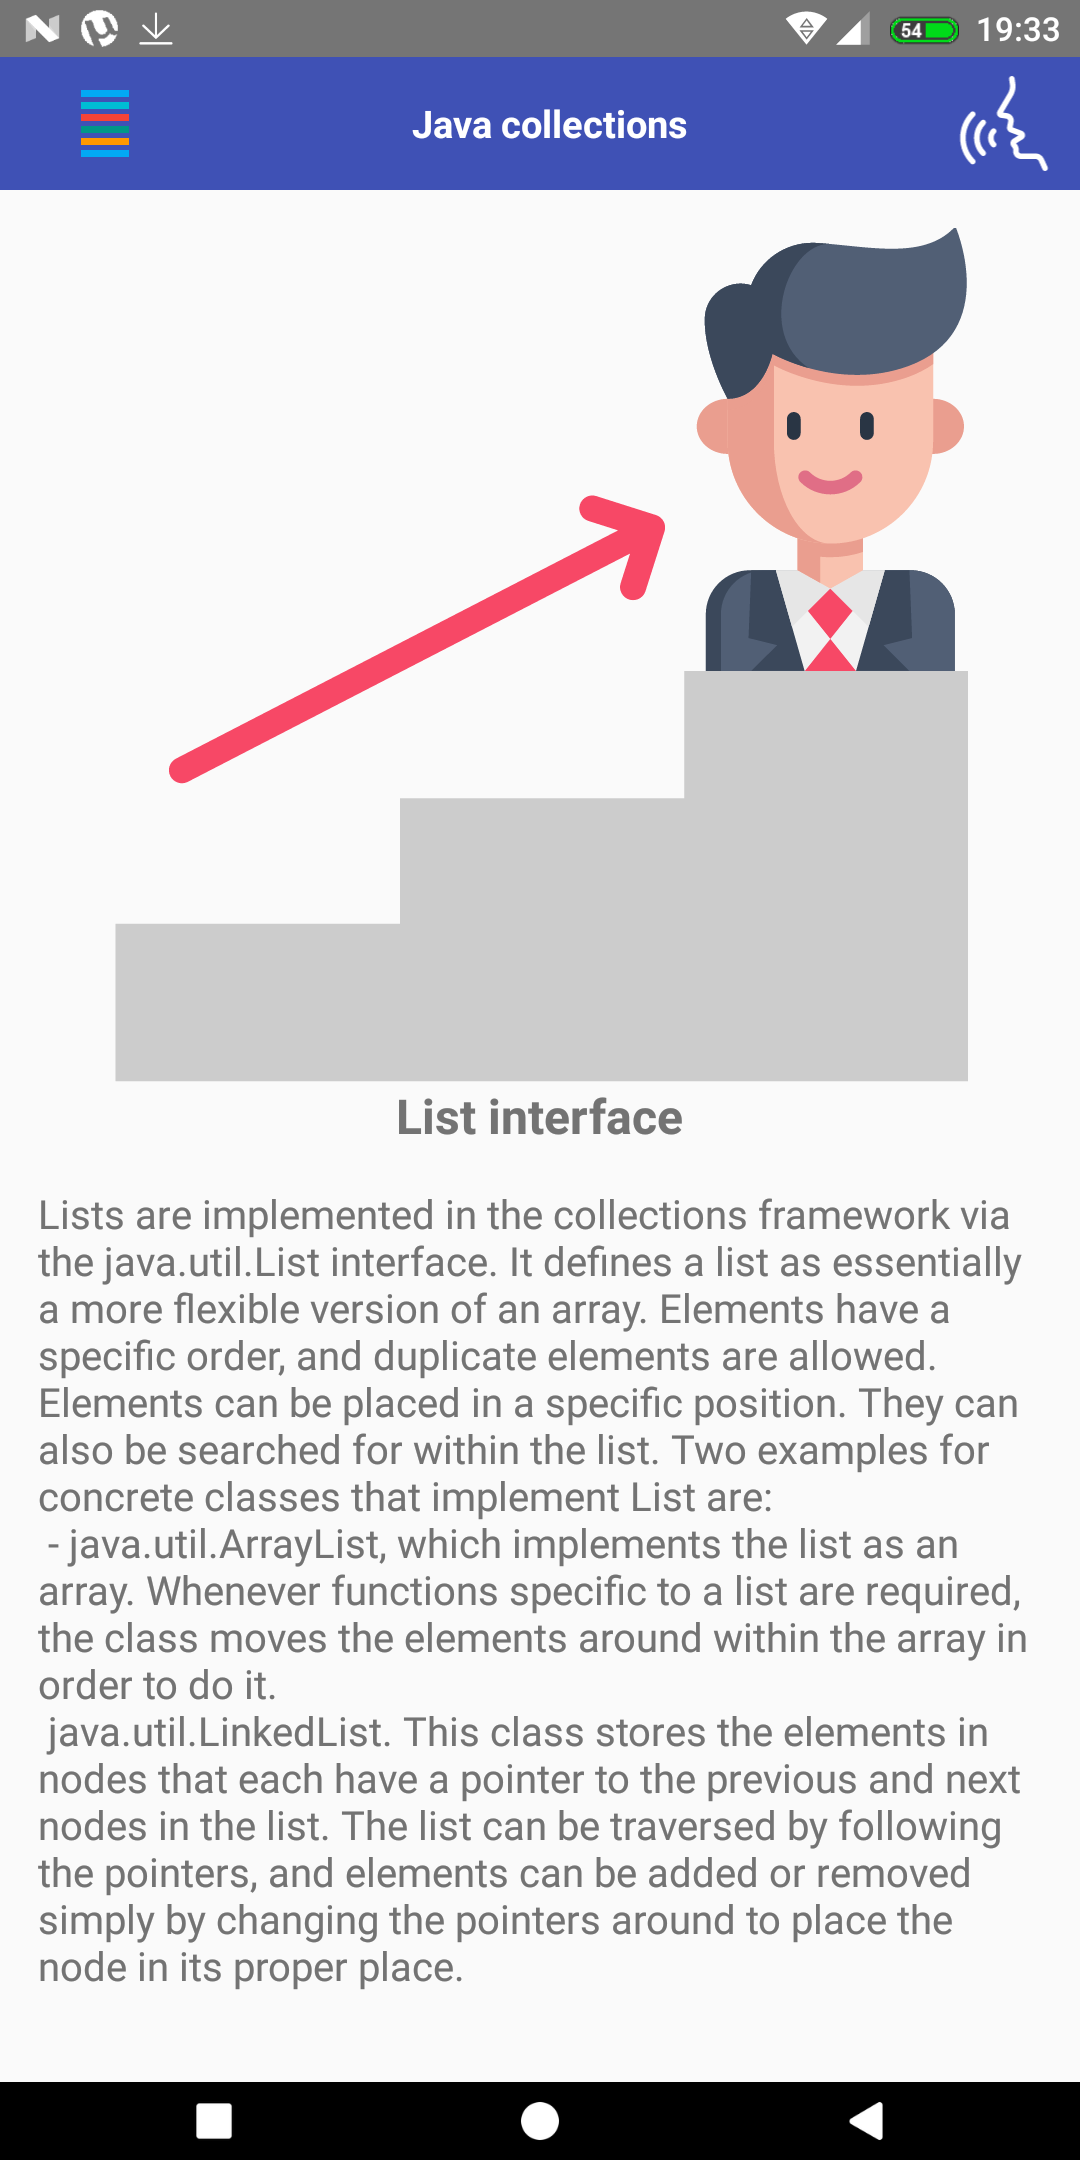 54 19:33
Java collections
List interface
Lists are implemented in the collections framework via
the java.util.List interface. It defines a list as essentially
a more flexible version of an array. Elements have a
specific order, and duplicate elements are allowed.
Elements can be placed in a specific position. They can
also be searched for within the list. Two examples for
concrete classes that implement List are:
- java.util.ArrayList, which implements the list as an
array. Whenever functions specific to a list are required,
the class moves the elements around within the array in
order to do it.
java.util.LinkedList. This class stores the elements in
nodes that each have a pointer to the previous and next
nodes in the list. The list can be traversed by following
the pointers, and elements can be added or removed
simply by changing the pointers around to place the
node in its proper place.